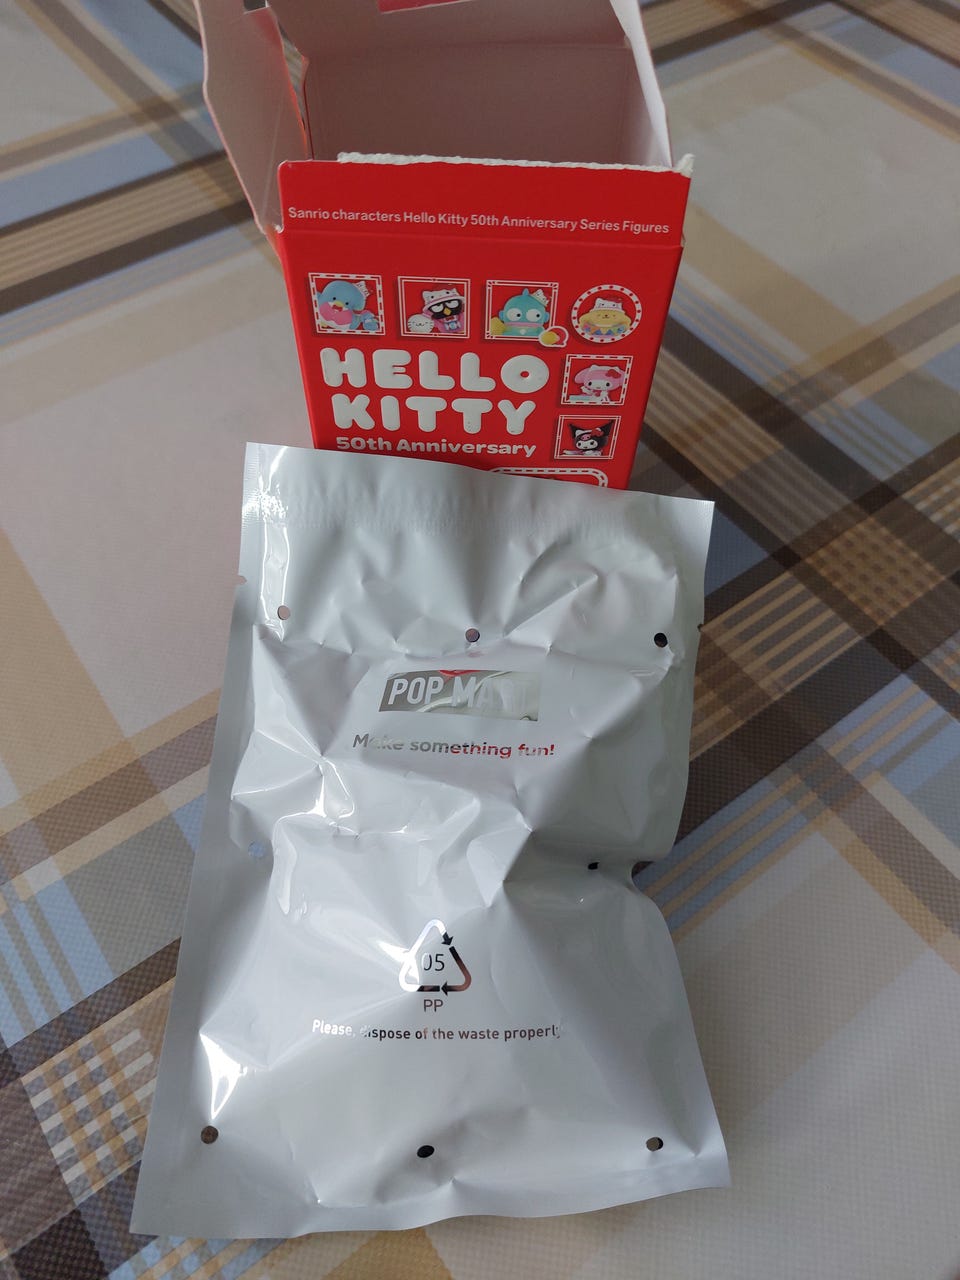 Sanrio characters Hello Kitty 50th Anniversary Series Figures
HELLO
KITTY
50th Anniversary
POP MART
Make something fun!
05
PP
Please, dispose of the waste properly